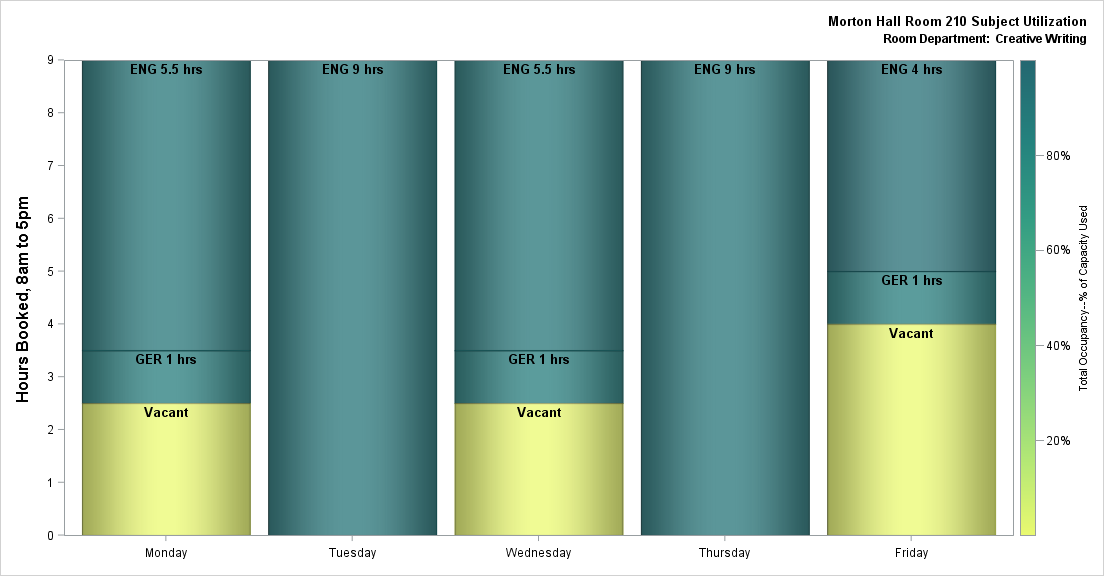 Morton Hall Room 210 Subject Utilization
Room Department: Creative Writing
Hours Booked, 8am to 5pm
9
8
7
6
5
4
3
2
1
0
ENG 5.5 hrs
GER 1 hrs
Vacant
ENG 9 hrs
ENG 5.5 hrs
GER 1 hrs
Vacant
ENG 9 hrs
ENG 4 hrs
GER 1 hrs
Vacant
Monday
Tuesday
Wednesday
Thursday
Friday
80%
60%
40%
20%
Total Occupancy--% of Capacity Used